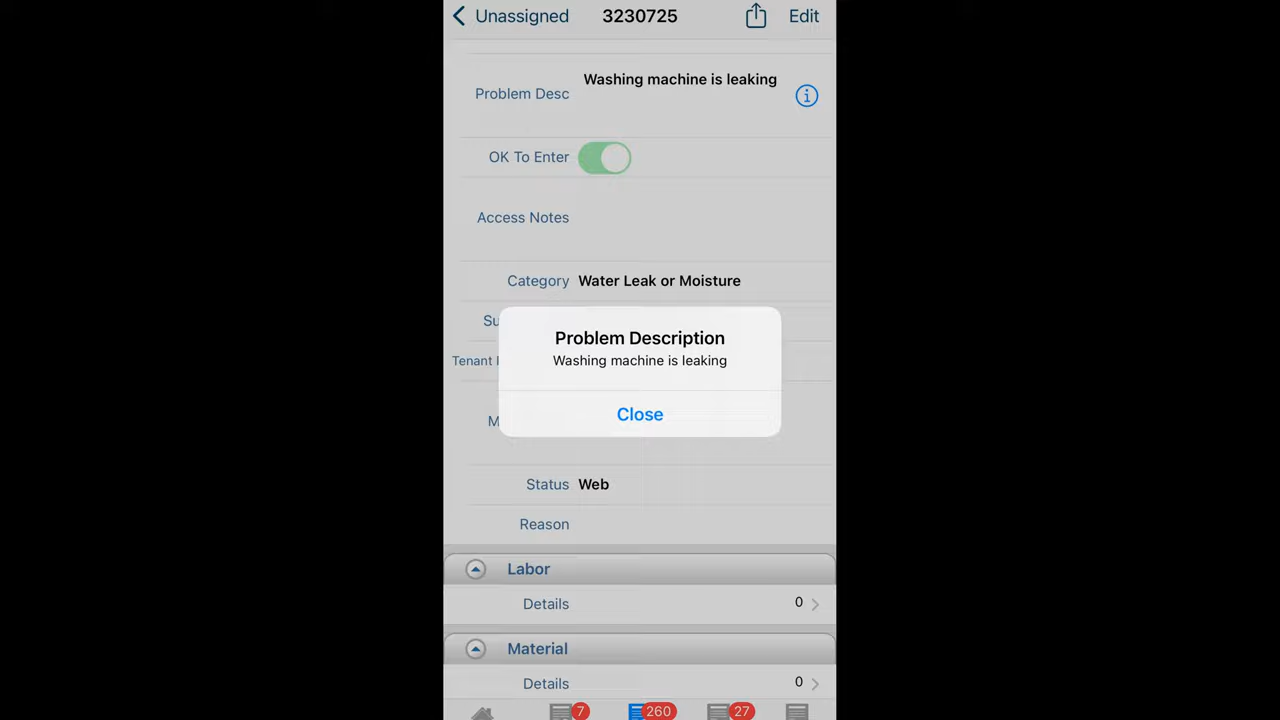 Unassigned 3230725 Edit
Washing machine is leaking
Problem Desc
OK To Enter
Access Notes
Category Water Leak or Moisture
Su
Problem Description
Tenant
Washing machine is leaking
Close
M
Status Web
Reason
Labor
Details 0
Material
Details 0
7 260 27